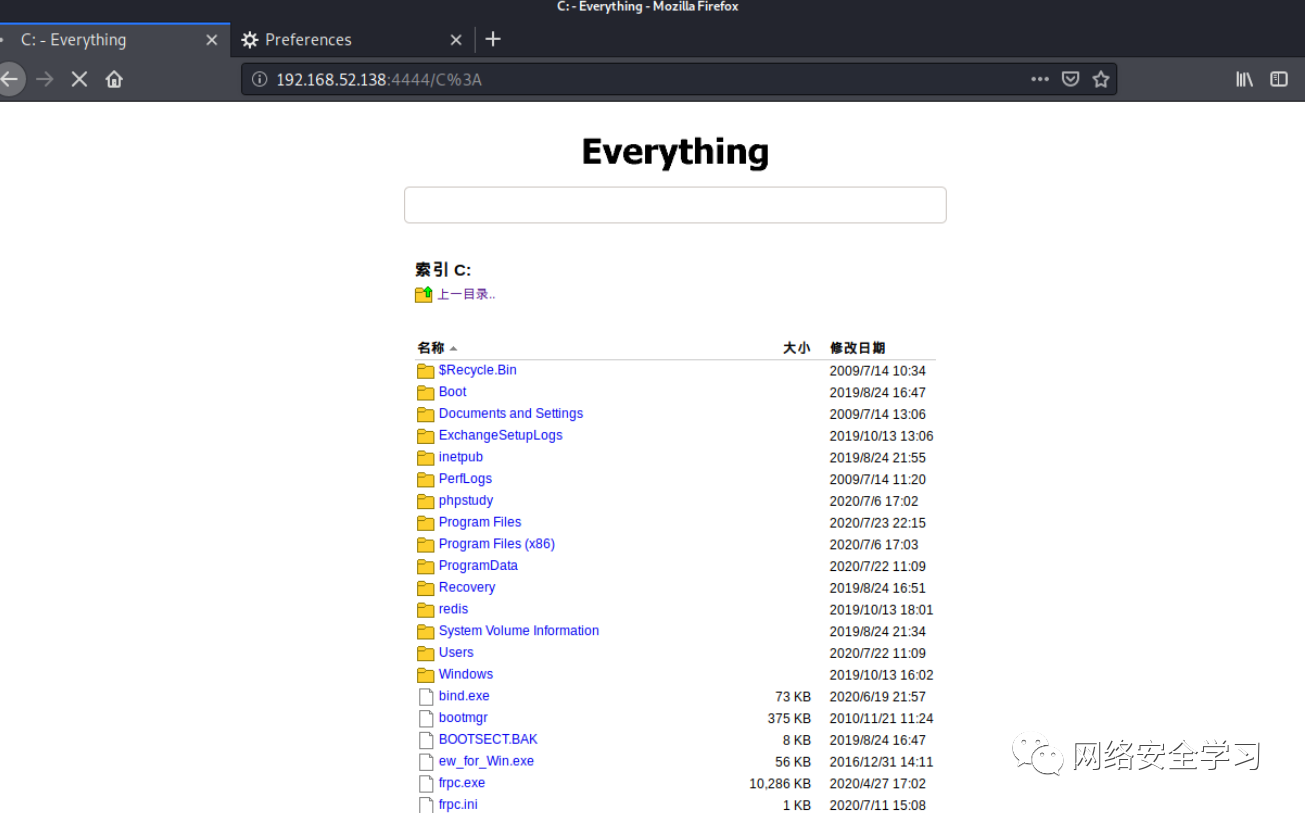 C: - Everything - Mozilla Firefox
C: - Everything
Preferences
192.168.52.138:4444/C%3A
Everything
索引 C:
上一目录..
名称 大小 修改日期
$Recycle.Bin 2009/7/14 10:34
Boot 2019/8/24 16:47
Documents and Settings 2009/7/14 13:06
ExchangeSetupLogs 2019/10/13 13:06
inetpub 2019/8/24 21:55
PerfLogs 2009/7/14 11:20
phpstudy 2020/7/6 17:02
Program Files 2020/7/23 22:15
Program Files (x86) 2020/7/6 17:03
ProgramData 2020/7/22 11:09
Recovery 2019/8/24 16:51
redis 2019/10/13 18:01
System Volume Information 2019/8/24 21:34
Users 2020/7/22 11:09
Windows 2019/10/13 16:02
bind.exe 73 KB 2020/6/19 21:57
bootmgr 375 KB 2010/11/21 11:24
BOOTSECT.BAK 8 KB 2019/8/24 16:47
ew_for_Win.exe 56 KB 2016/12/31 14:11
frpc.exe 10,286 KB 2020/4/27 17:02
frpc.ini 1 KB 2020/7/11 15:08
网络安全学习